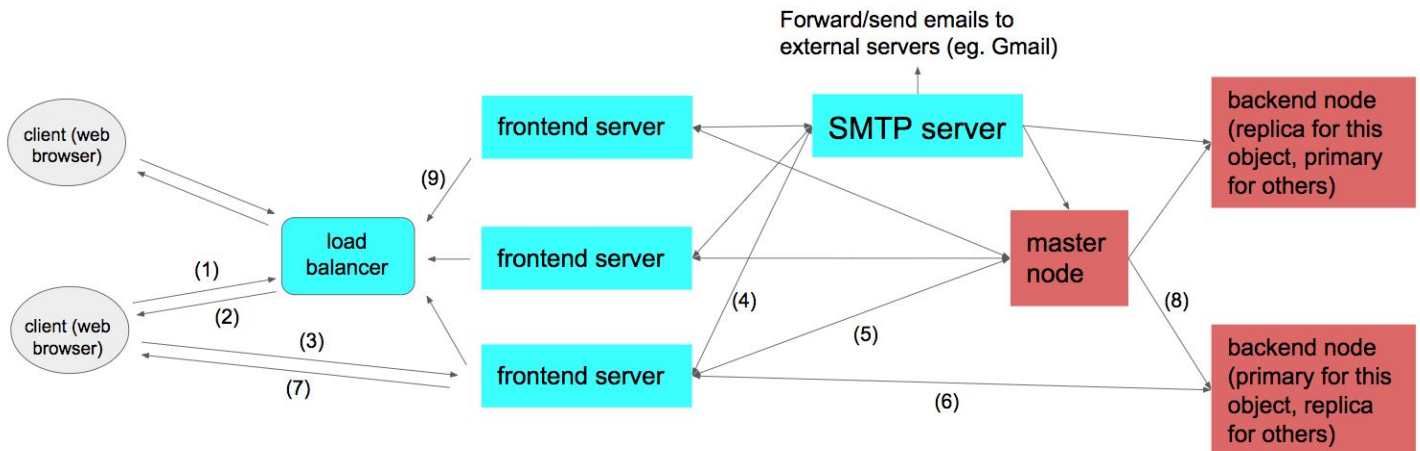 Forward/send emails to
external servers (eg. Gmail)
client (web
browser)
frontend server
SMTP server
backend node
(replica for this
object, primary
for others)
(9)
load
balancer
frontend server
master
node
(1)
(2)
(4)
(8)
client (web
browser)
(3)
(5)
frontend server
(7)
(6)
backend node
(primary for this
object, replica
for others)